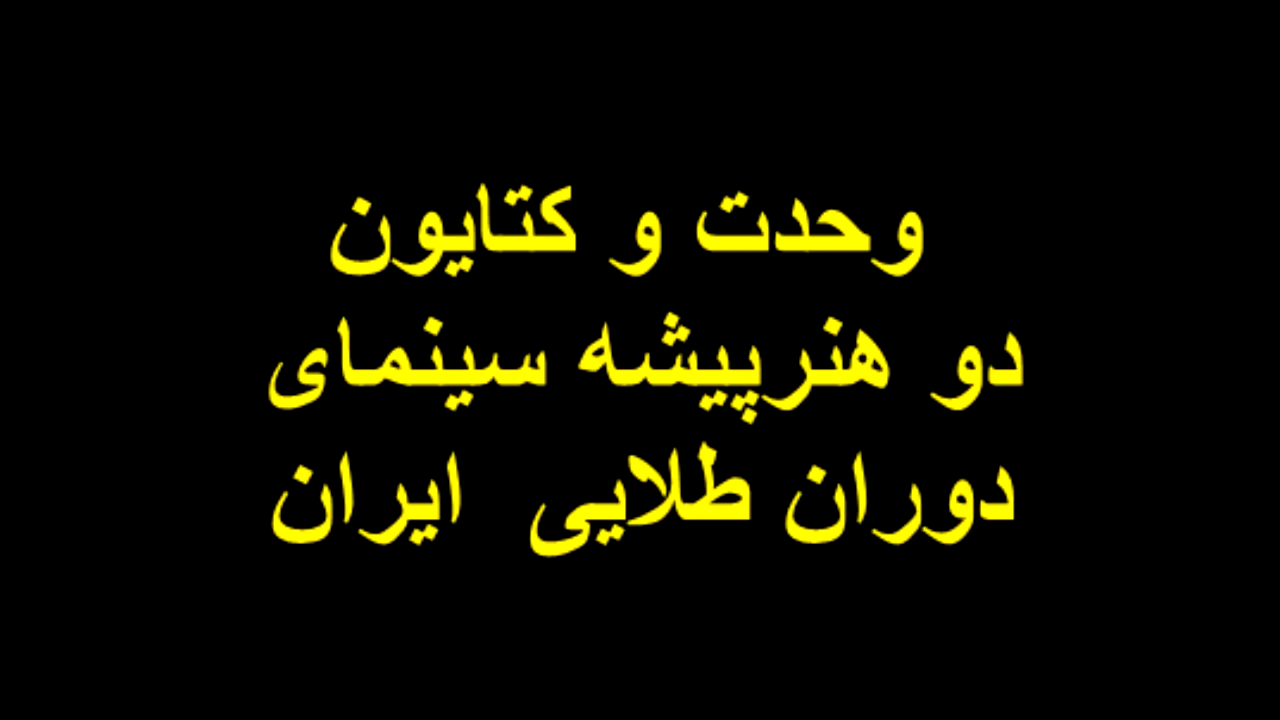 وحدت و کتایون
دو هنرپیشه سینمای
دوران طلایی ایران